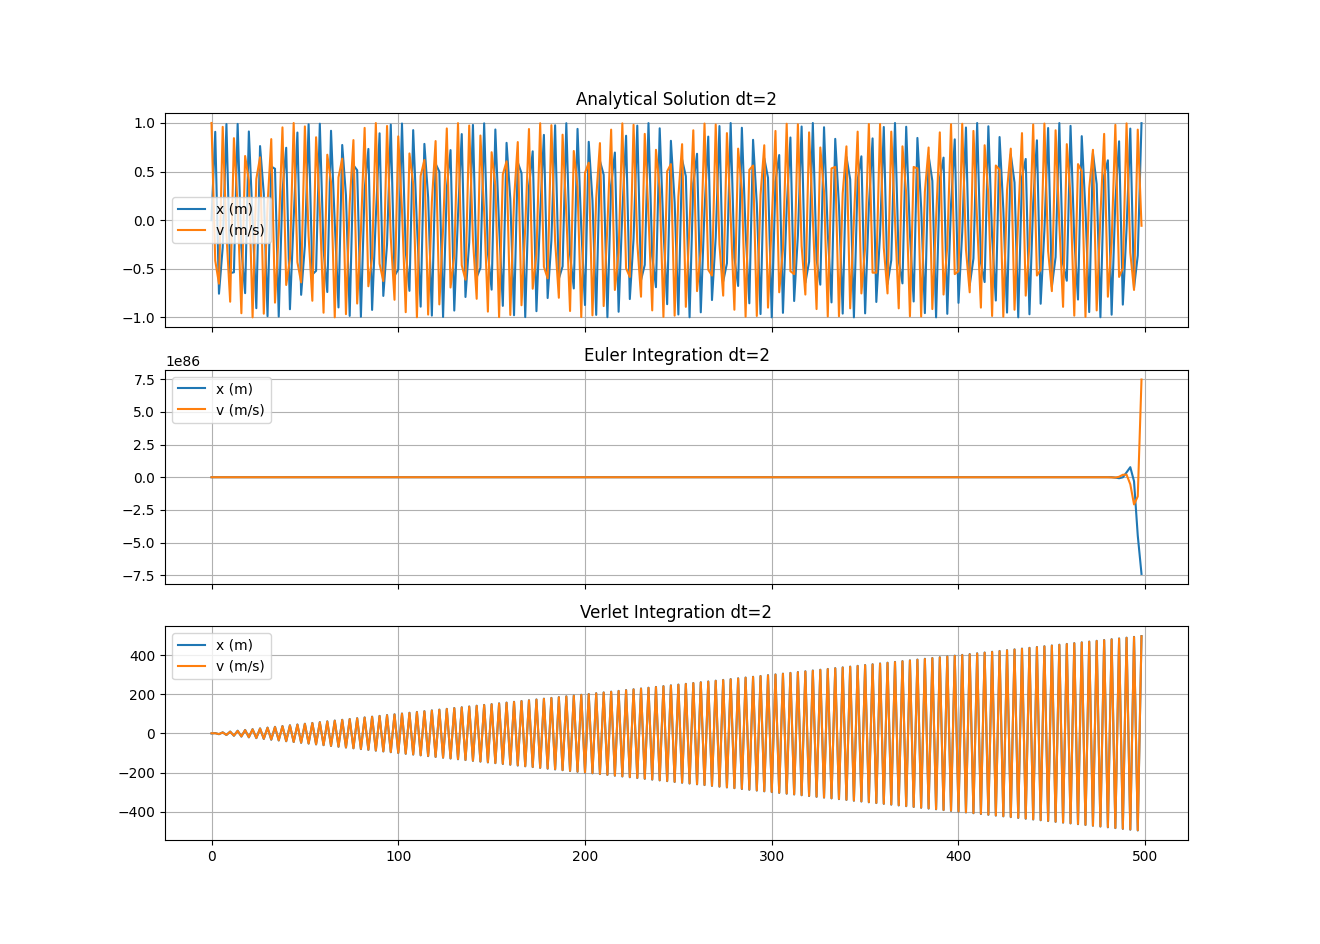 Analytical Solution dt=2
1.0
0.5
0.0
−0.5
−1.0
x (m)
v (m/s)
Euler Integration dt=2
1e86
7.5
5.0
2.5
0.0
−2.5
−5.0
−7.5
x (m)
v (m/s)
Verlet Integration dt=2
400
200
0
−200
−400
x (m)
v (m/s)
0 100 200 300 400 500